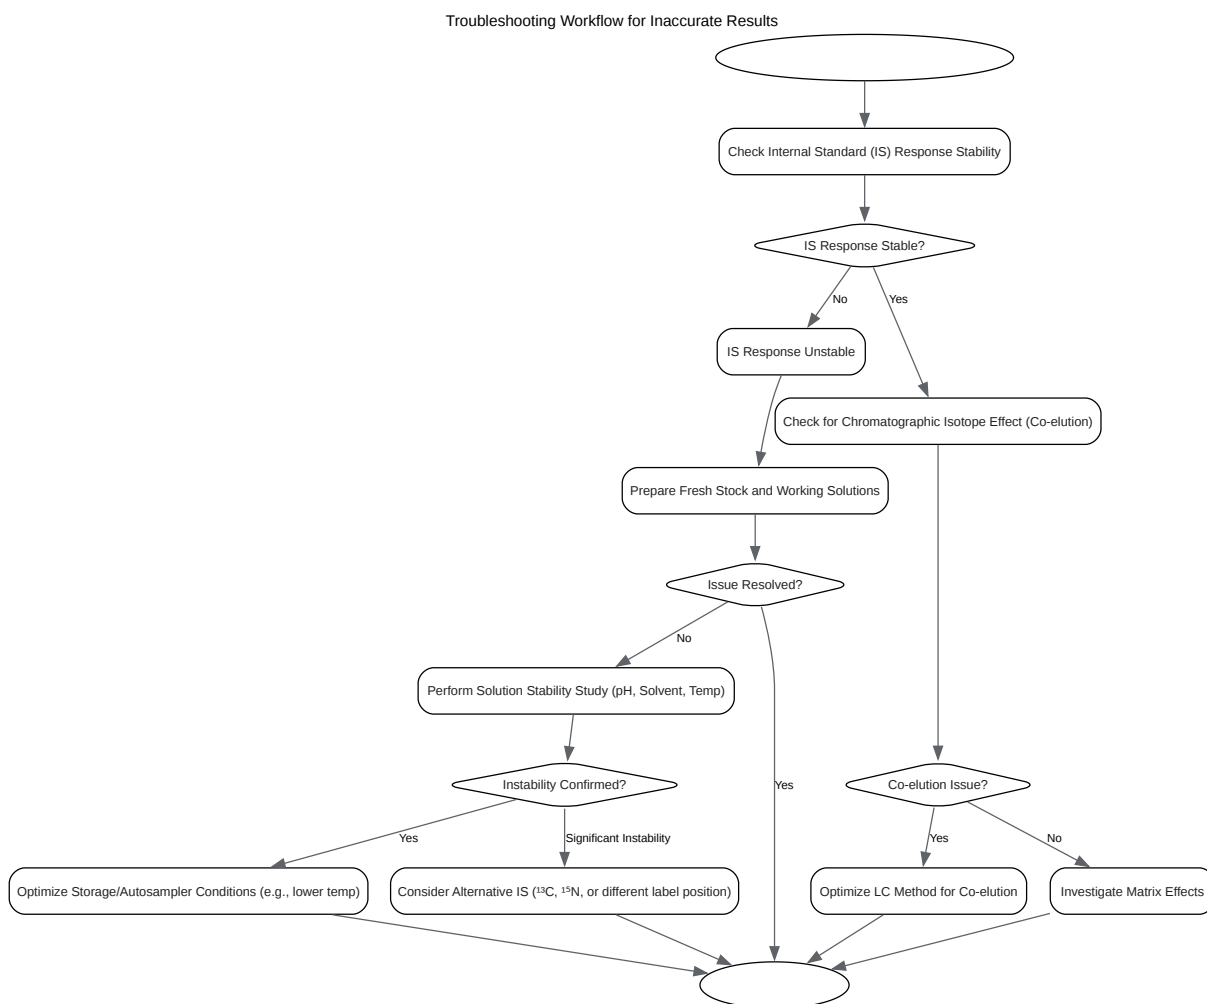 Troubleshooting Workflow for Inaccurate Results
Check Internal Standard (IS) Response Stability
IS Response Stable?
No
Yes
IS Response Unstable
Check for Chromatographic Isotope Effect (Co-elution)
Prepare Fresh Stock and Working Solutions
Issue Resolved?
No
Perform Solution Stability Study (pH, Solvent, Temp)
Instability Confirmed?
Yes
Co-elution Issue?
Yes
Significant Instability
Yes
No
Optimize Storage/Autosampler Conditions (e.g., lower temp)
Consider Alternative IS (¹³C, ¹⁵N, or different label position)
Optimize LC Method for Co-elution
Investigate Matrix Effects